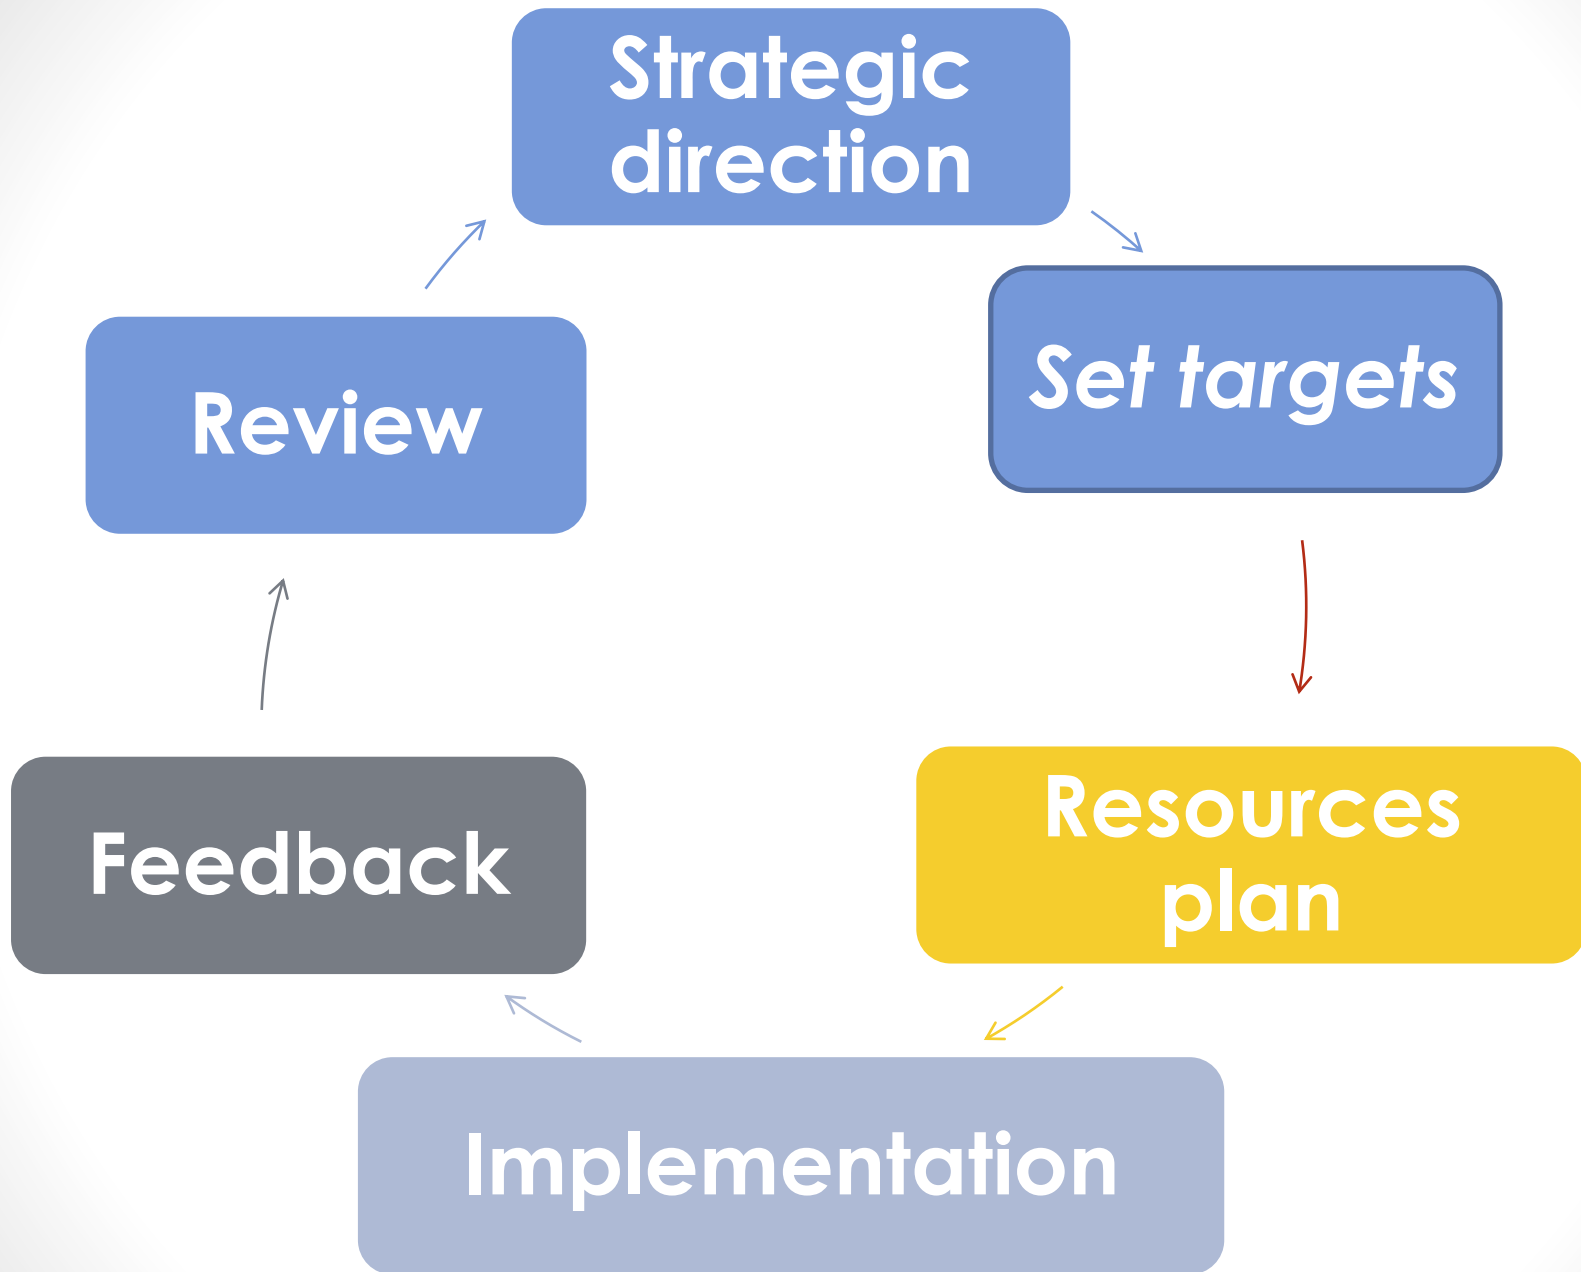 Strategic
direction
Set targets
Resources
plan
Implementation
Feedback
Review